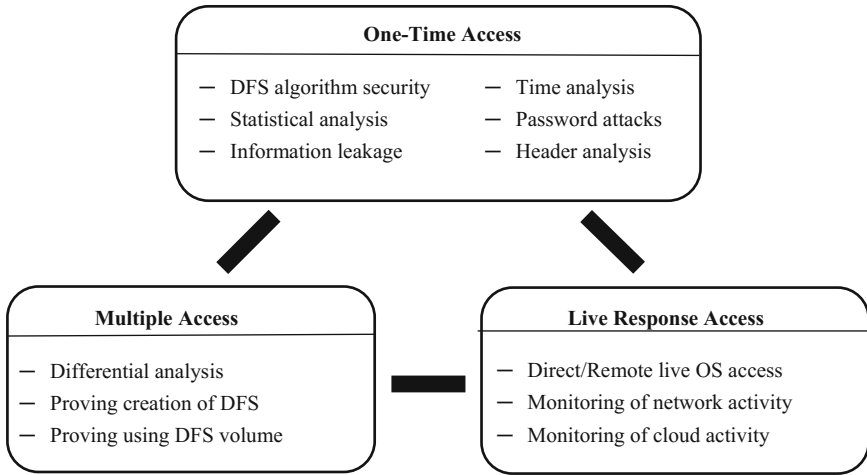 One-Time Access
— DFS algorithm security
— Statistical analysis
— Information leakage
— Time analysis
— Password attacks
— Header analysis
Multiple Access
— Differential analysis
— Proving creation of DFS
— Proving using DFS volume
Live Response Access
— Direct/Remote live OS access
— Monitoring of network activity
— Monitoring of cloud activity